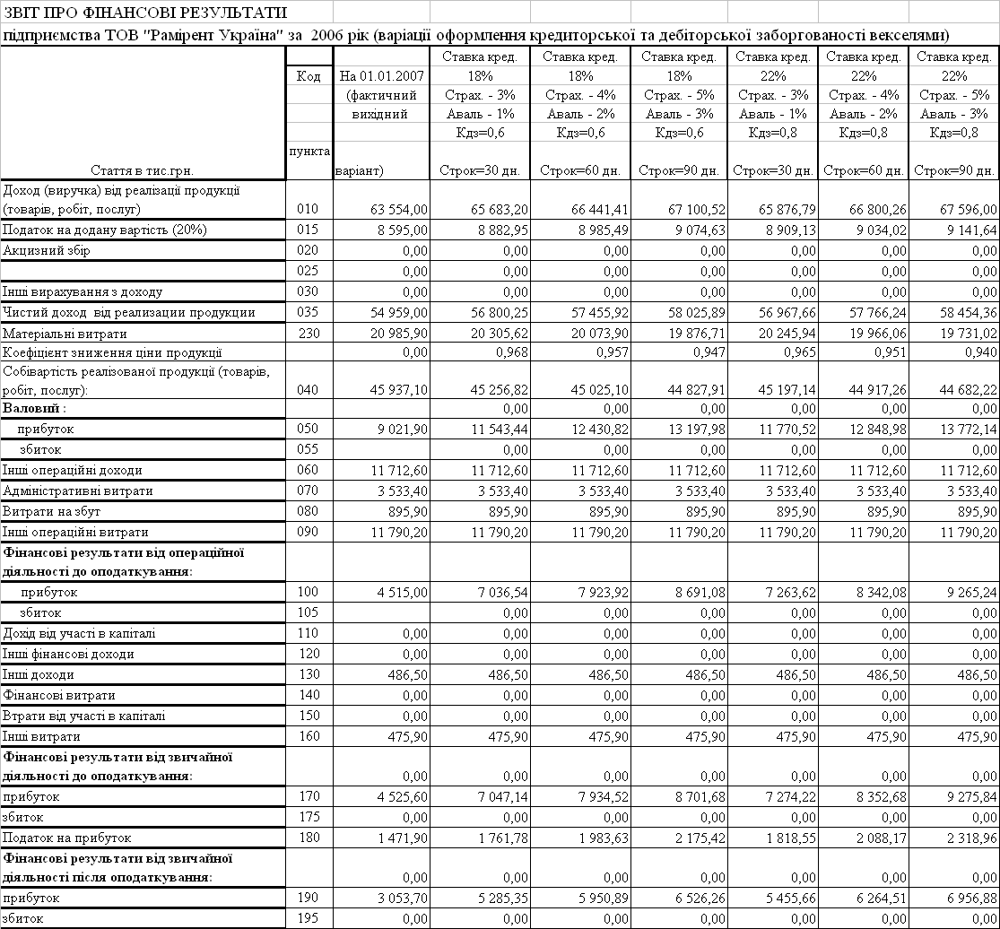 ЗВІТ ПРО ФІНАНСОВІ РЕЗУЛЬТАТИ
підприємства ТОВ "Рамірент Україна" за 2006 рік (варіації оформлення кредиторської та дебіторської заборгованості векселями)
Ставка кред. Ставка кред. Ставка кред. Ставка кред. Ставка кред. Ставка кред.
Код На 01.01.2007 18% 18% 18% 22% 22% 22%
(фактичний Страх. - 3% Страх. - 4% Страх. - 5% Страх. - 3% Страх. - 4% Страх. - 5%
вихідний Аваль - 1% Аваль - 2% Аваль - 3% Аваль - 1% Аваль - 2% Аваль - 3%
Кдз=0,6 Кдз=0,6 Кдз=0,6 Кдз=0,8 Кдз=0,8 Кдз=0,8
пункта
Стаття в тис.грн. варіант) Строк=30 дн. Строк=60 дн. Строк=90 дн. Строк=30 дн. Строк=60 дн. Строк=90 дн.
Доход (виручка) від реалізації продукції
(товарів, робіт, послуг) 010 63 554,00 65 683,20 66 441,41 67 100,52 65 876,79 66 800,26 67 596,00
Податок на додану вартість (20%) 015 8 595,00 8 882,95 8 985,49 9 074,63 8 909,13 9 034,02 9 141,64
Акцизний збір 020 0,00 0,00 0,00 0,00 0,00 0,00 0,00
025 0,00 0,00 0,00 0,00 0,00 0,00 0,00
Інші вирахування з доходу 030 0,00 0,00 0,00 0,00 0,00 0,00 0,00
Чистий доход від реализации продукции 035 54 959,00 56 800,25 57 455,92 58 025,89 56 967,66 57 766,24 58 454,36
Матеріальні витрати 230 20 985,90 20 305,62 20 073,90 19 876,71 20 245,94 19 966,06 19 731,02
Коефіцієнт зниження ціни продукції 0,00 0,968 0,957 0,947 0,965 0,951 0,940
Собівартість реалізованої продукції (товарів,
робіт, послуг): 040 45 937,10 45 256,82 45 025,10 44 827,91 45 197,14 44 917,26 44 682,22
Валовий : 0,00 0,00 0,00 0,00 0,00 0,00
прибуток 050 9 021,90 11 543,44 12 430,82 13 197,98 11 770,52 12 848,98 13 772,14
збиток 055 0,00 0,00 0,00 0,00 0,00 0,00
Інші операційні доходи 060 11 712,60 11 712,60 11 712,60 11 712,60 11 712,60 11 712,60 11 712,60
Адміністративні витрати 070 3 533,40 3 533,40 3 533,40 3 533,40 3 533,40 3 533,40 3 533,40
Витрати на збут 080 895,90 895,90 895,90 895,90 895,90 895,90 895,90
Інші операційні витрати 090 11 790,20 11 790,20 11 790,20 11 790,20 11 790,20 11 790,20 11 790,20
Фінансові результати від операційної
діяльності до оподаткування:
прибуток 100 4 515,00 7 036,54 7 923,92 8 691,08 7 263,62 8 342,08 9 265,24
збиток 105 0,00 0,00 0,00 0,00 0,00 0,00
Дохід від участі в капіталі 110 0,00 0,00 0,00 0,00 0,00 0,00 0,00
Інші фінансові доходи 120 0,00 0,00 0,00 0,00 0,00 0,00 0,00
Інші доходи 130 486,50 486,50 486,50 486,50 486,50 486,50 486,50
Фінансові витрати 140 0,00 0,00 0,00 0,00 0,00 0,00 0,00
Втрати від участі в капіталі 150 0,00 0,00 0,00 0,00 0,00 0,00 0,00
Інші витрати 160 475,90 475,90 475,90 475,90 475,90 475,90 475,90
Фінансові результати від звичайної
діяльності до оподаткування: 0,00 0,00 0,00 0,00 0,00 0,00 0,00
прибуток 170 4 525,60 7 047,14 7 934,52 8 701,68 7 274,22 8 352,68 9 275,84
збиток 175 0,00 0,00 0,00 0,00 0,00 0,00 0,00
Податок на прибуток 180 1 471,90 1 761,78 1 983,63 2 175,42 1 818,55 2 088,17 2 318,96
Фінансові результати від звичайної
діяльності після оподаткування: 0,00 0,00 0,00 0,00 0,00 0,00 0,00
прибуток 190 3 053,70 5 285,35 5 950,89 6 526,26 5 455,66 6 264,51 6 956,88
збиток 195 0,00 0,00 0,00 0,00 0,00 0,00 0,00